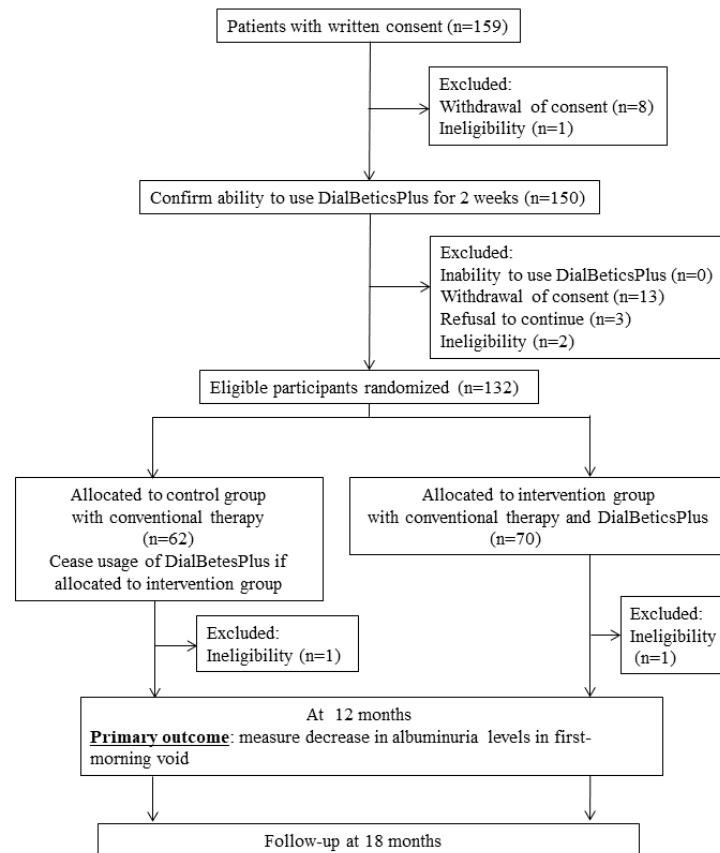 Patients with written consent (n=159)
Excluded:
Withdrawal of consent (n=8)
Ineligibility (n=1)
Confirm ability to use DialBeticsPlus for 2 weeks (n=150)
Excluded:
Inability to use DialBeticsPlus (n=0)
Withdrawal of consent (n=13)
Refusal to continue (n=3)
Ineligibility (n=2)
Eligible participants randomized (n=132)
Allocated to control group
with conventional therapy
(n=62)
Cease usage of DialBetesPlus if
allocated to intervention group
Allocated to intervention group
with conventional therapy and DialBeticsPlus
(n=70)
Excluded:
Ineligibility (n=1)
Excluded:
Ineligibility
(n=1)
At 12 months
Primary outcome: measure decrease in albuminuria levels in first-
morning void
Follow-up at 18 months